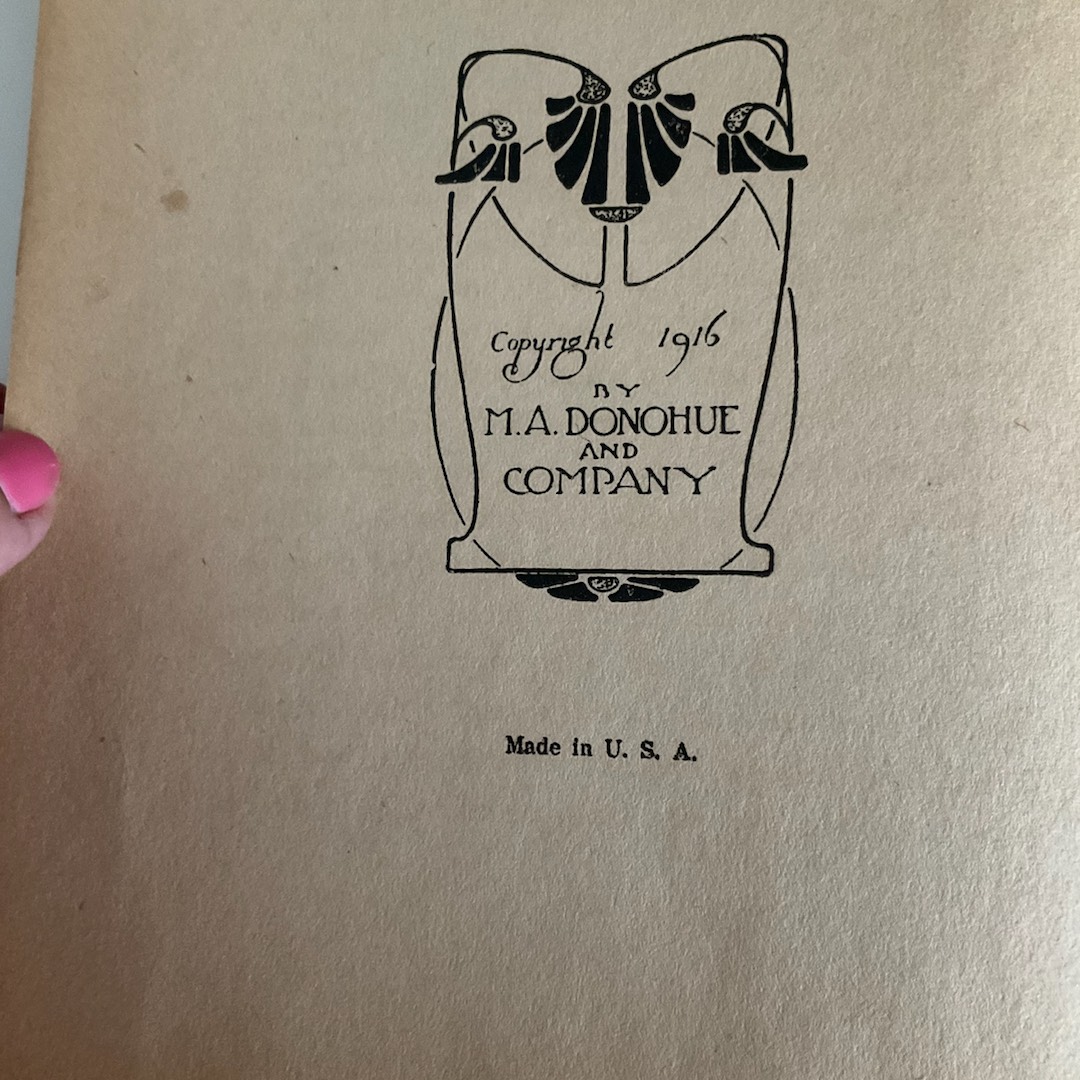 Copyright 1916
BY
M.A. DONOHUE
AND
COMPANY
Made in U. S. A.